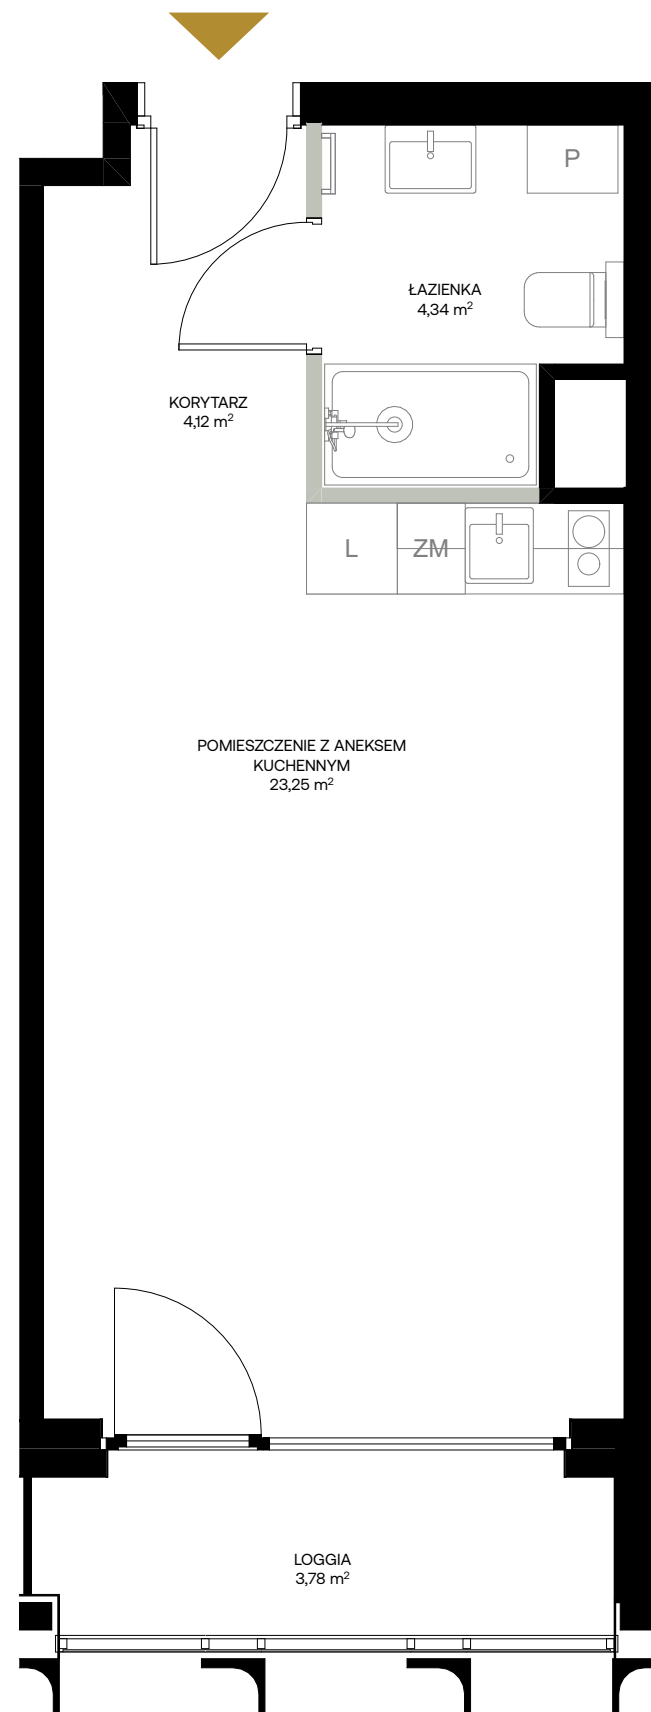 P
ŁAZIENKA
4,34 m²
KORYTARZ
4,12 m²
L
ZM
POMIESZCZENIE Z ANEKSEM
KUCHENNYM
23,25 m²
LOGGIA
3,78 m²